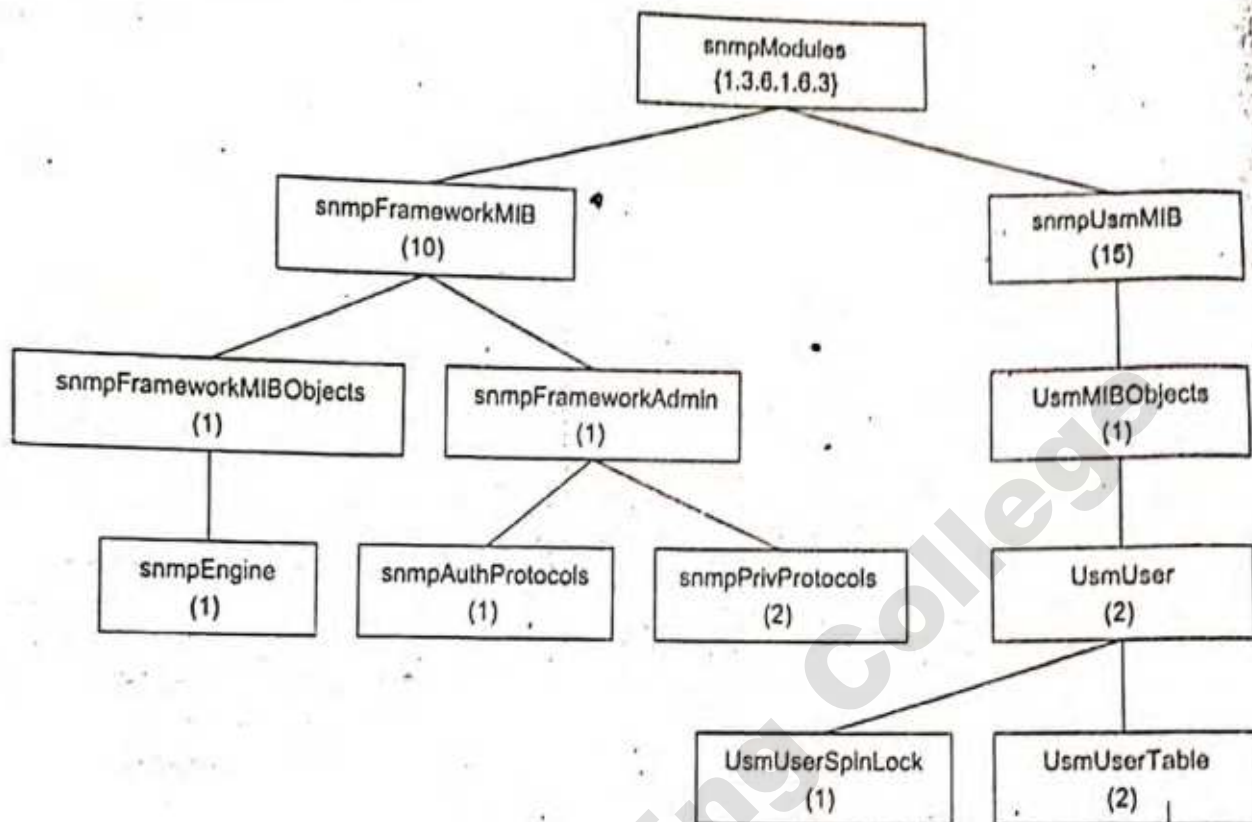 snmpModules
{1.3.6.1.6.3}
snmpFrameworkMIB
(10)
snmpUsmMIB
(15)
snmpFrameworkMIBObjects
(1)
snmpFrameworkAdmin
(1)
UsmMIBObjects
(1)
snmpEngine
(1)
snmpAuthProtocols
(1)
snmpPrivProtocols
(2)
UsmUser
(2)
UsmUserSpinLock
(1)
UsmUserTable
(2)
College